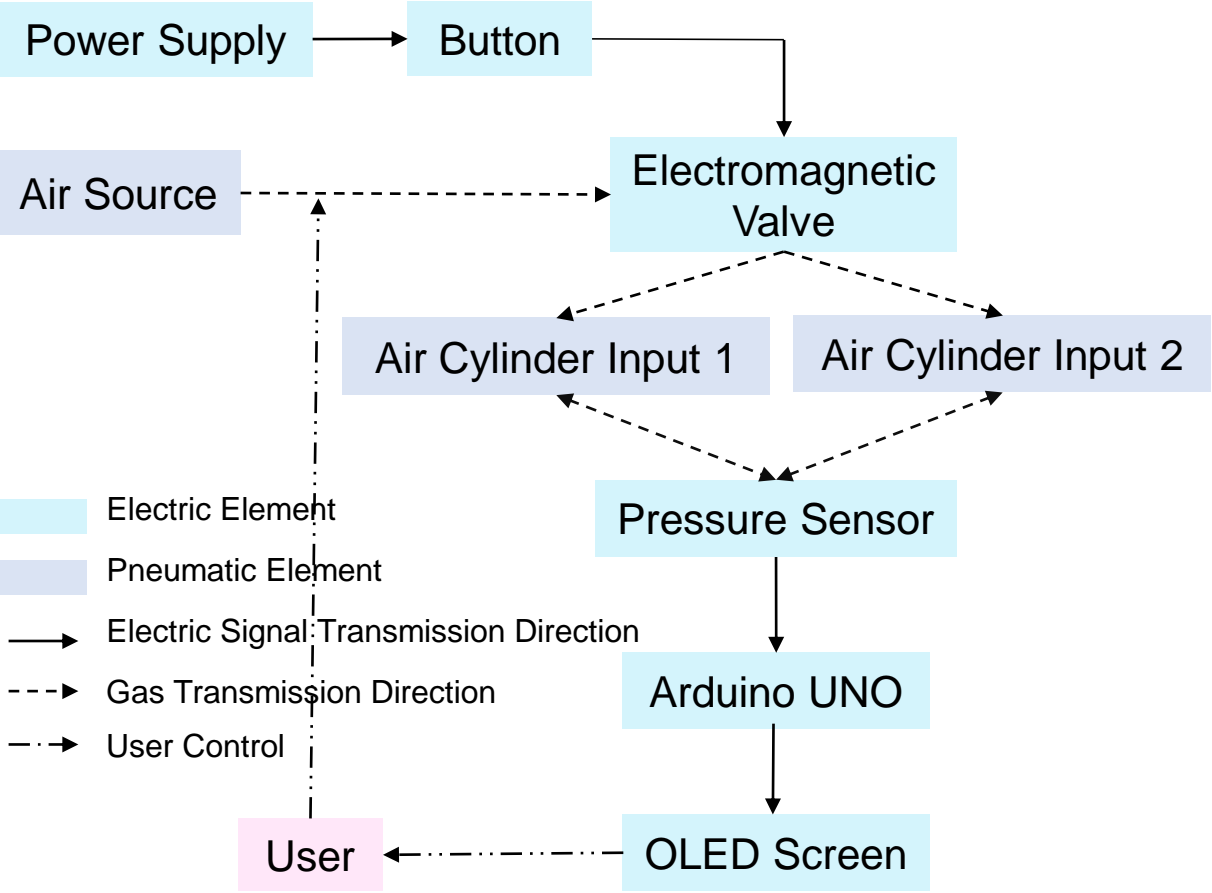 Power Supply
Button
Electromagnetic
Valve
Air Source
Air Cylinder Input 1
Air Cylinder Input 2
Pressure Sensor
Electric Element
Pneumatic Element
Electric Signal Transmission Direction
Gas Transmission Direction
User Control
Arduino UNO
User
OLED Screen